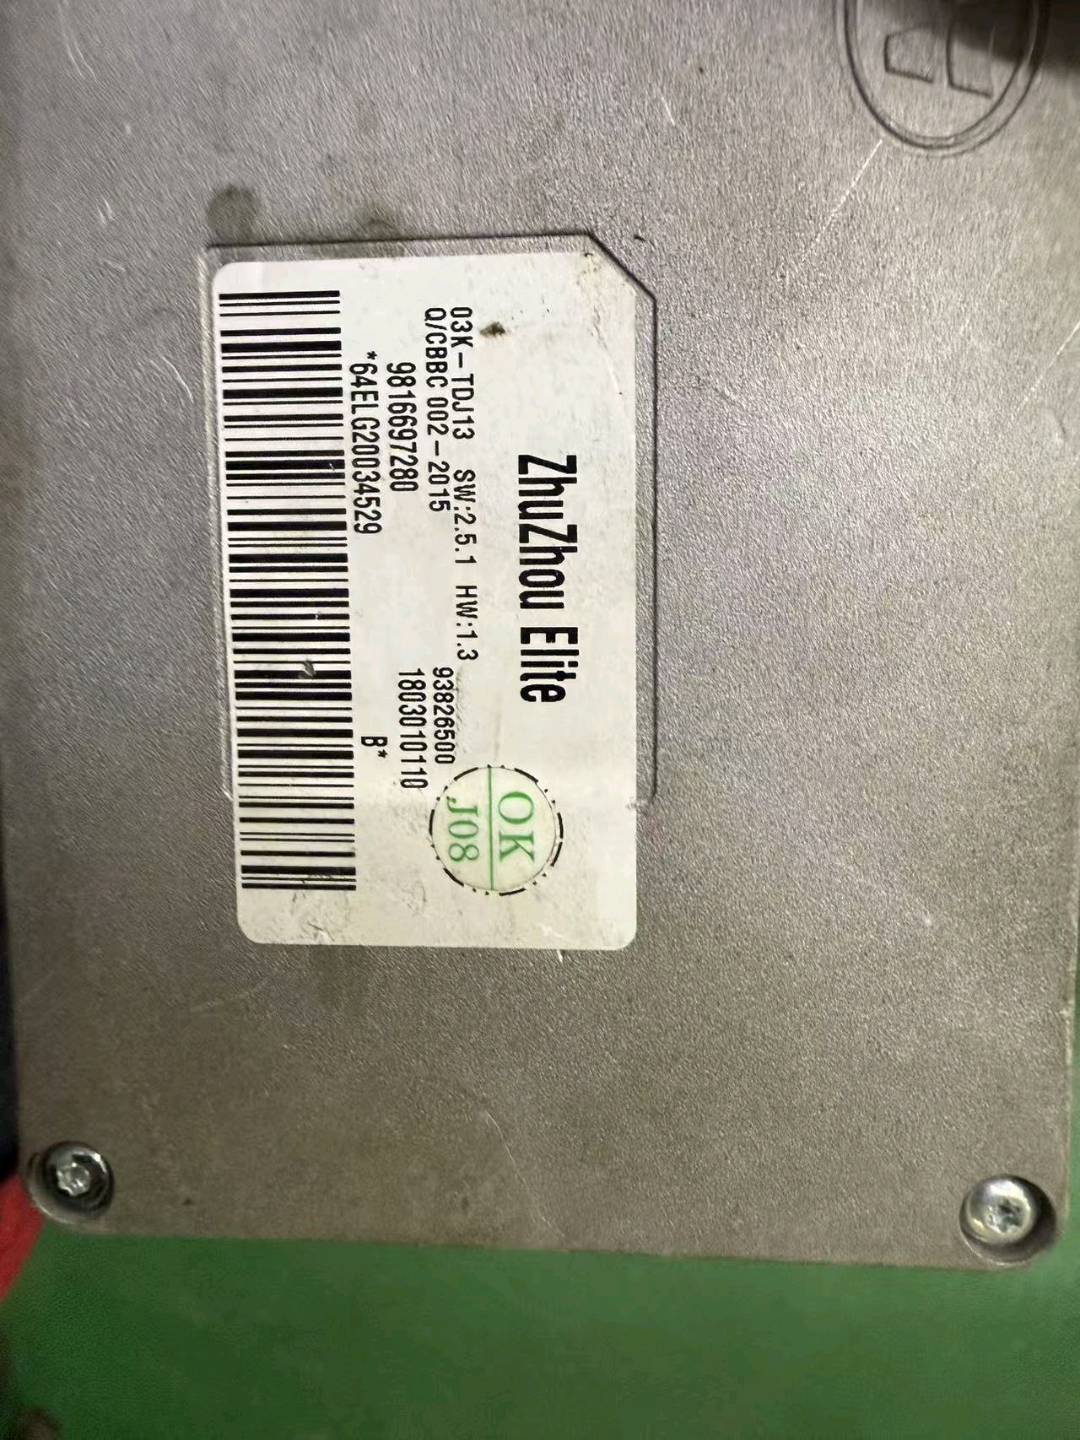 ZhuZhou Elite
03K-TDJ13 SW:2.5.1 HW:1.3
93826500
Q/CBBC 002-2015
1803010110
9816697280
*64ELG20034529
B*
OK
J08